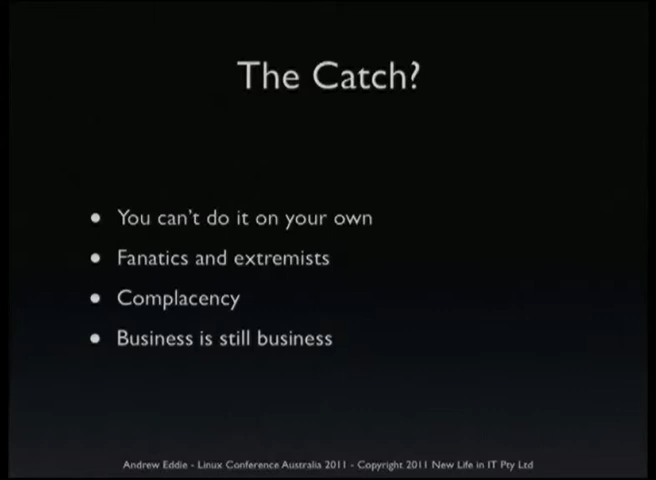 The Catch?
• You can't do it on your own
• Fanatics and extremists
• Complacency
• Business is still business
Andrew Eddie - Linux Conference Australia 2011 - Copyright 2011 New Life in IT Pty Ltd